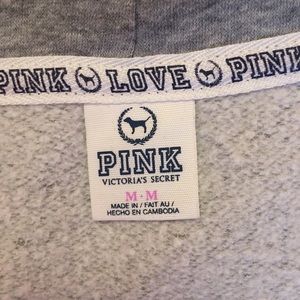 PINK LOVE PINK
PINK
VICTORIA'S SECRET
M・M
MADE IN / FAIT AU /
HECHO EN CAMBODIA